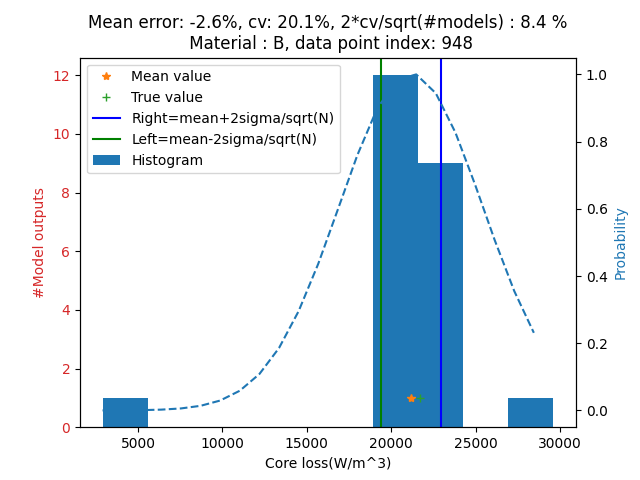 Mean error: -2.6%, cv: 20.1%, 2*cv/sqrt(#models) : 8.4 %
Material : B, data point index: 948
Mean value
True value
Right=mean+2sigma/sqrt(N)
Left=mean-2sigma/sqrt(N)
Histogram
#Model outputs
12
10
8
6
4
2
0
Probability
1.0
0.8
0.6
0.4
0.2
0.0
5000 10000 15000 20000 25000 30000
Core loss(W/m^3)